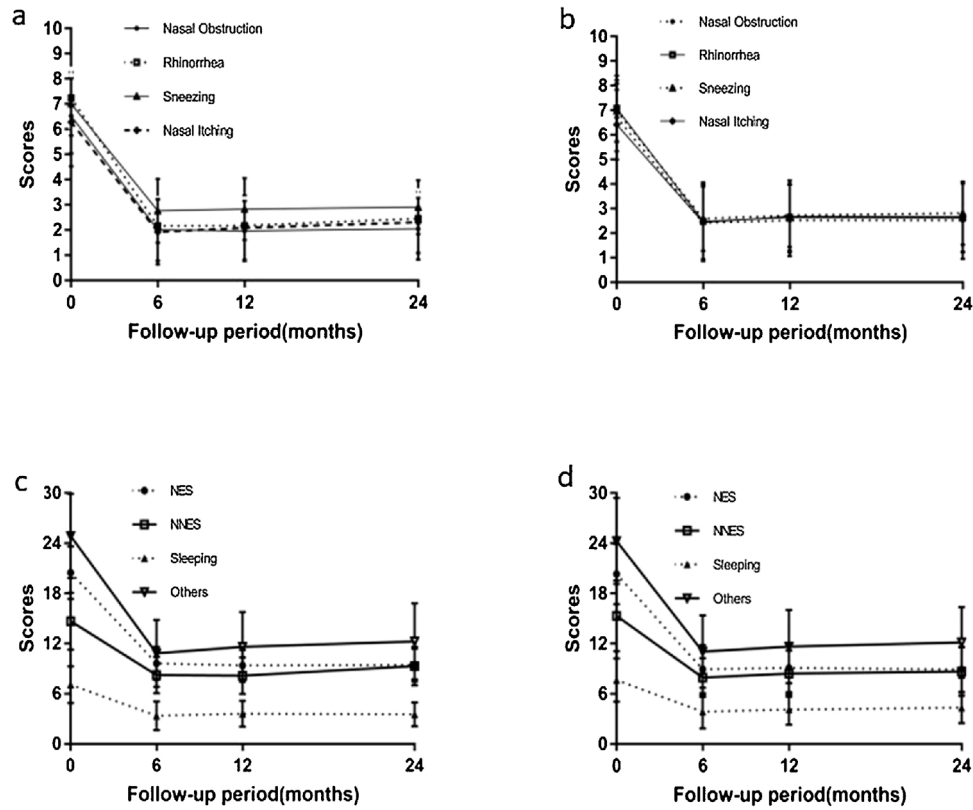 a
10
9
8
7
6
5
4
3
2
1
0
Scores
Nasal Obstruction
Rhinorrhea
Sneezing
Nasal Itching
0 6 12 24
Follow-up period(months)
b
10
9
8
7
6
5
4
3
2
1
0
Scores
Nasal Obstruction
Rhinorrhea
Sneezing
Nasal Itching
0 6 12 24
Follow-up period(months)
c
30
24
18
12
6
0
Scores
NES
NNES
Sleeping
Others
0 6 12 24
Follow-up period(months)
d
30
24
18
12
6
0
Scores
NES
NNES
Sleeping
Others
0 6 12 24
Follow-up period(months)